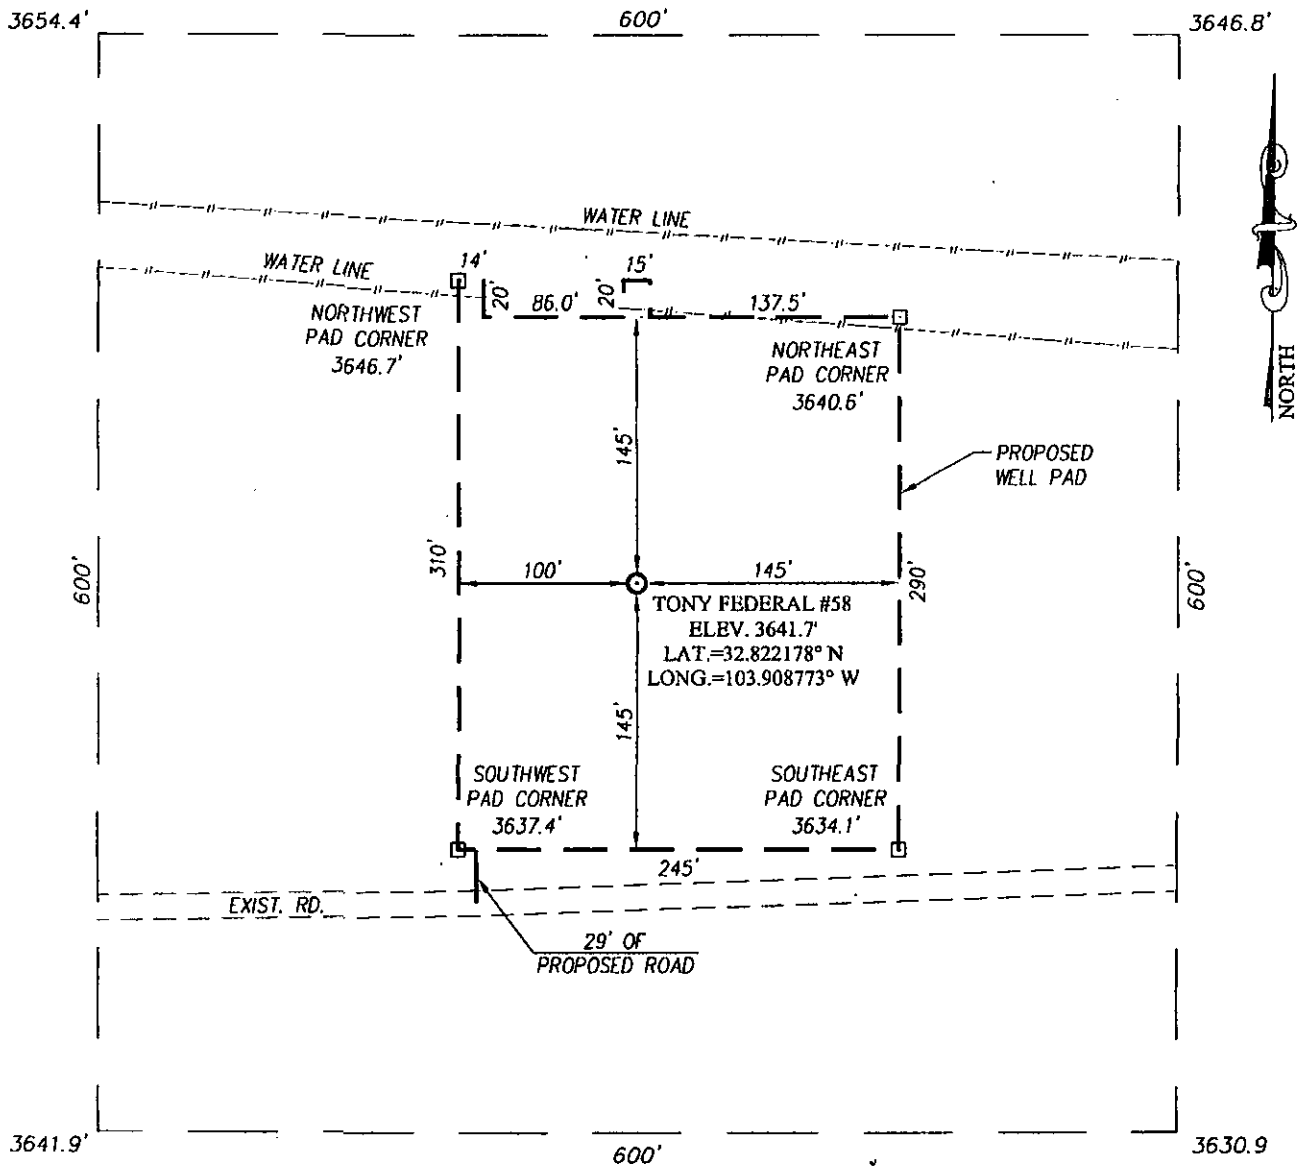 3654.4'
600'
3646.8'
WATER LINE
WATER LINE
14'
15'
20'
86.0'
20'
137.5'
NORTHWEST
PAD CORNER
3646.7'
NORTHEAST
PAD CORNER
3640.6'
NORTH
145'
PROPOSED
WELL PAD
600'
310'
100'
145'
290'
600'
TONY FEDERAL #58
ELEV. 3641.7'
LAT.=32.822178° N
LONG.=103.908773° W
145'
SOUTHWEST
PAD CORNER
3637.4'
SOUTHEAST
PAD CORNER
3634.1'
245'
EXIST. RD.
29' OF
PROPOSED ROAD
3641.9'
600'
3630.9